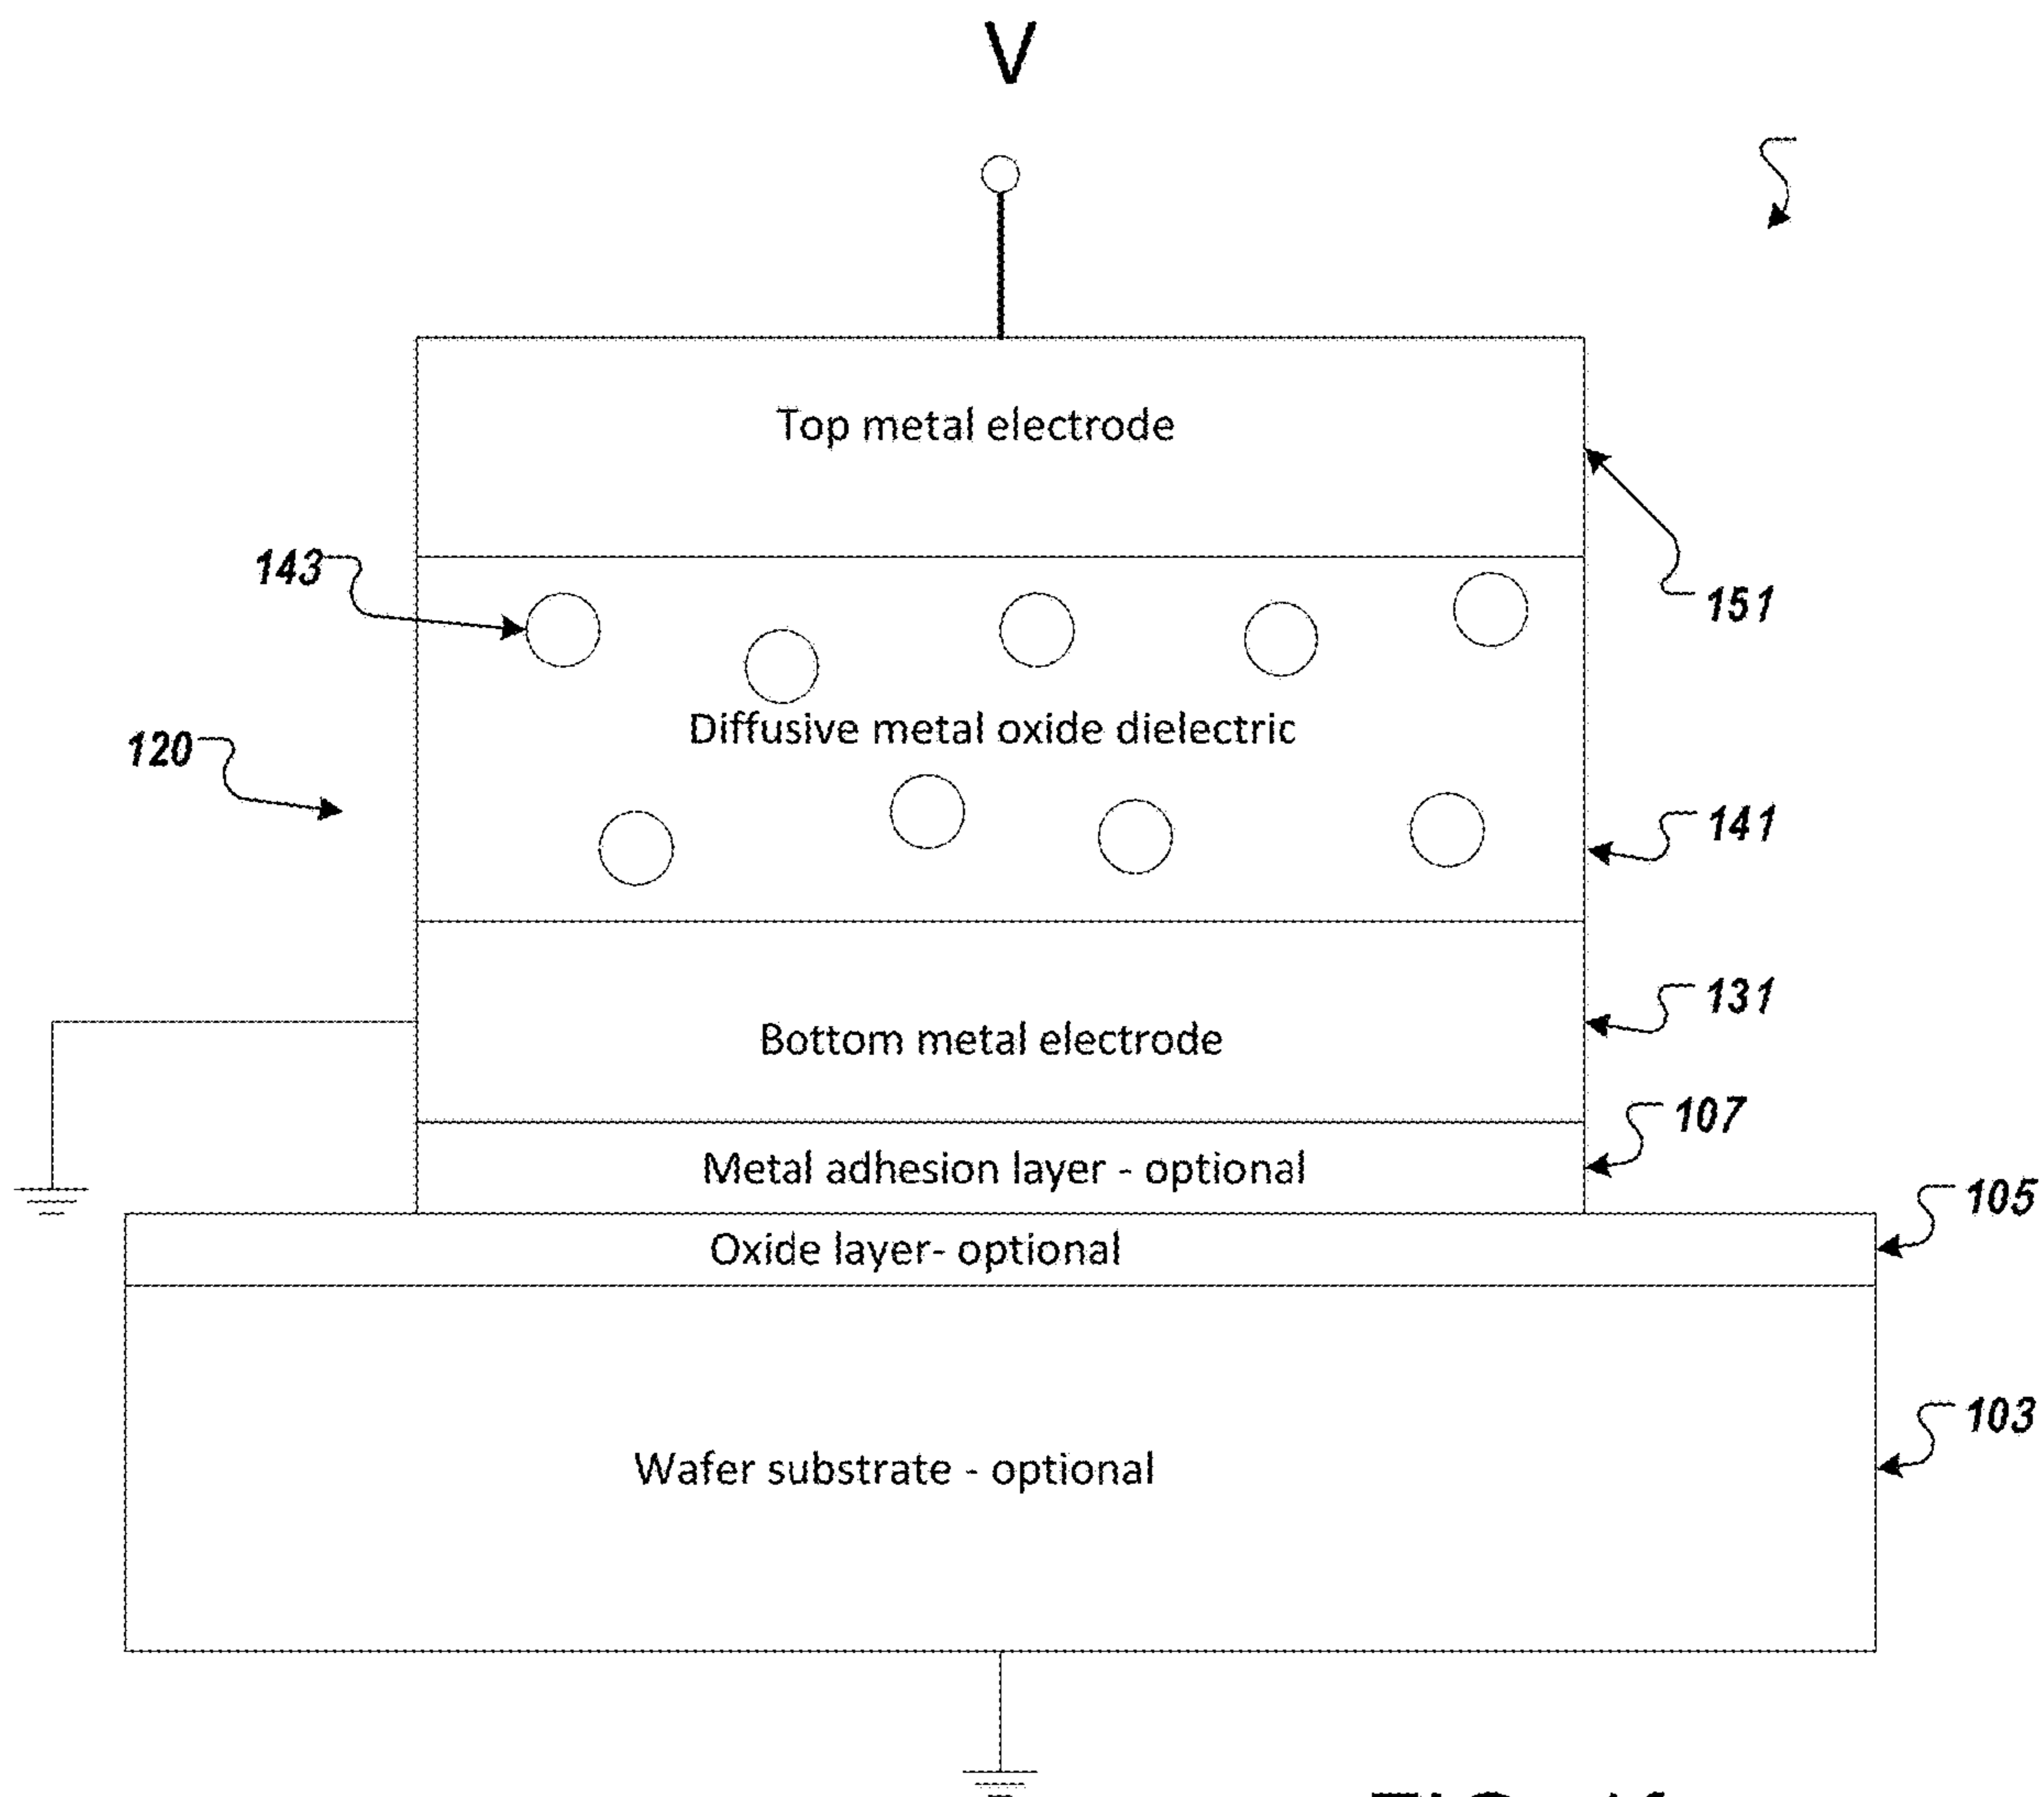 V
Top metal electrode
143
151
Diffusive metal oxide dielectric
120
141
131
Bottom metal electrode
107
Metal adhesion layer - optional
105
Oxide layer- optional
103
Wafer substrate - optional